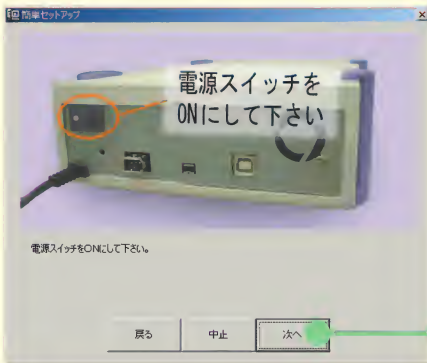 簡単セットアップ
電源スイッチを
ONにして下さい
電源スイッチをONにして下さい。
戻る
中止
次へ